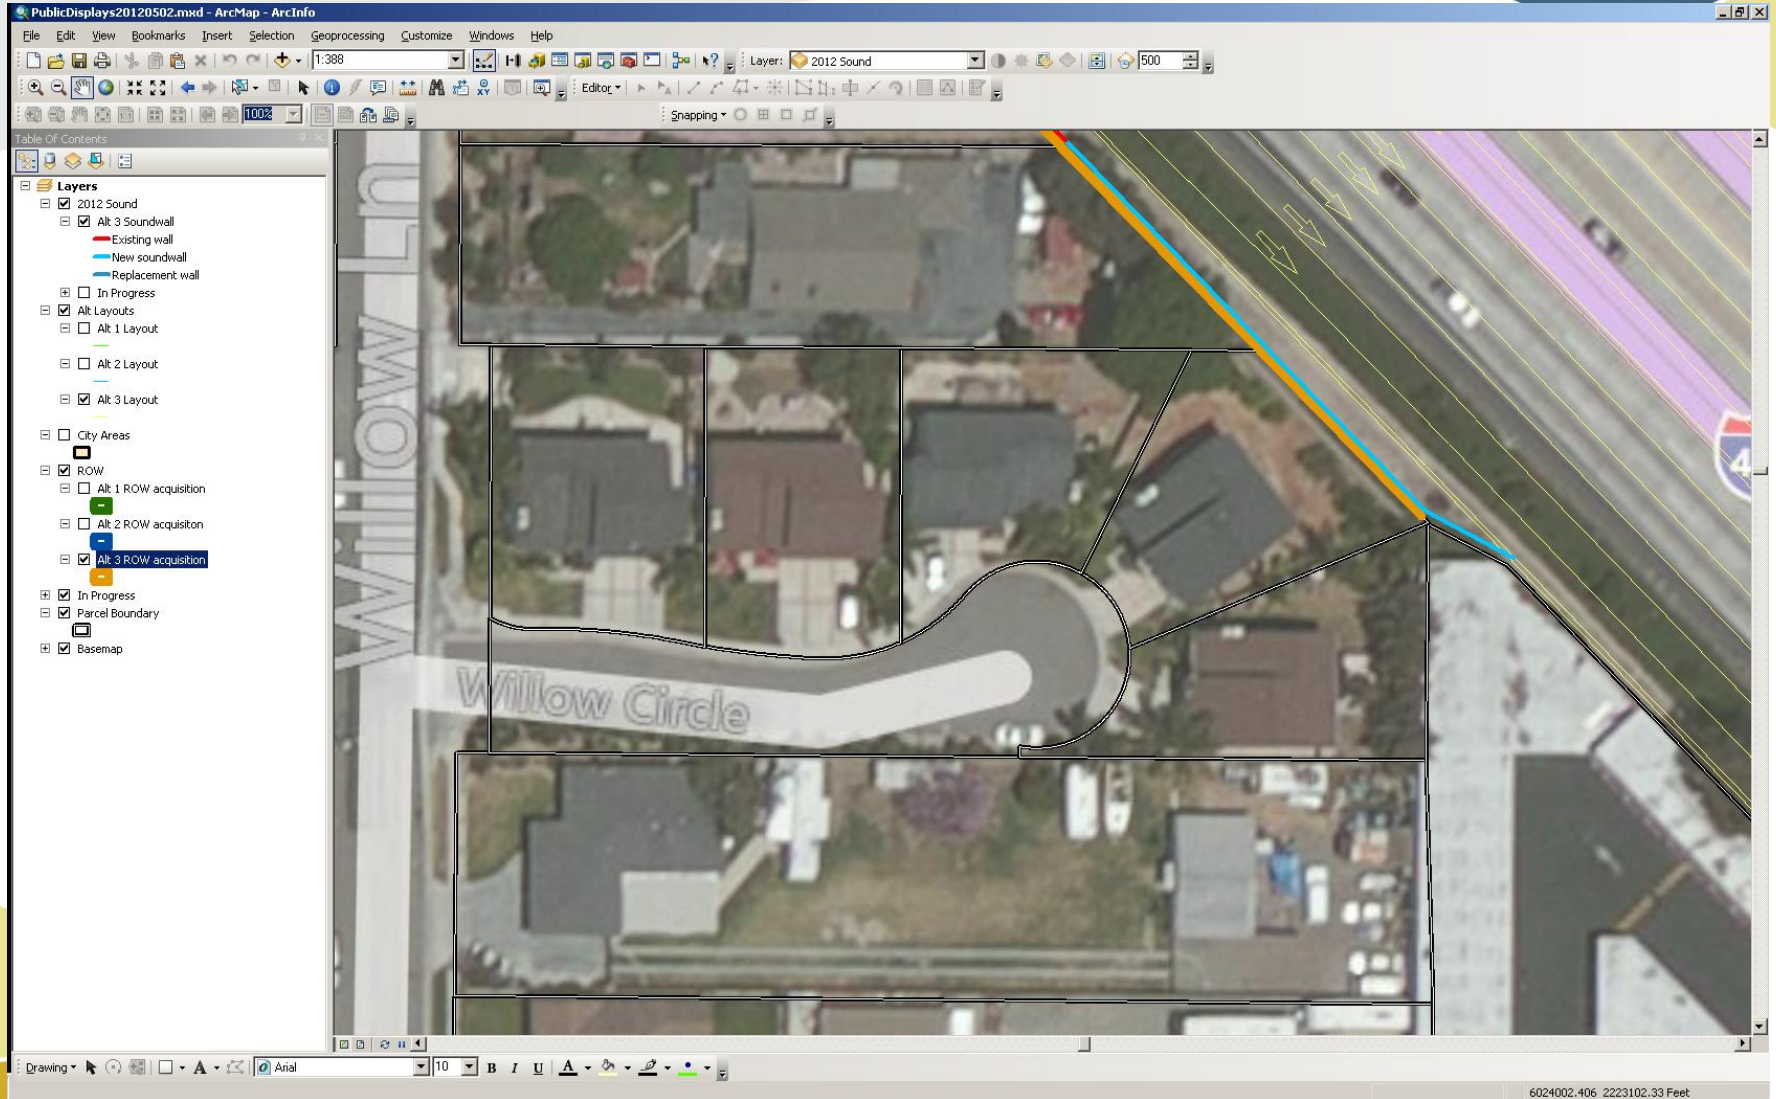 PublicDisplays20120502.mxd - ArcMap - ArcInfo
File Edit View Bookmarks Insert Selection Geoprocessing Customize Windows Help
1:388
Layer: 2012 Sound
500
Editor
100%
Snapping
Table Of Contents
Layers
2012 Sound
Alt 3 Soundwall
Existing wall
New soundwall
Replacement wall
In Progress
Alt Layouts
Alt 1 Layout
Alt 2 Layout
Alt 3 Layout
City Areas
ROW
Alt 1 ROW acquisition
Alt 2 ROW acquisiton
Alt 3 ROW acquisition
In Progress
Parcel Boundary
Basemap
Willow Ln
Willow Circle
4
Drawing A Arial 10 B I U A
6024002.406 2223102.33 Feet